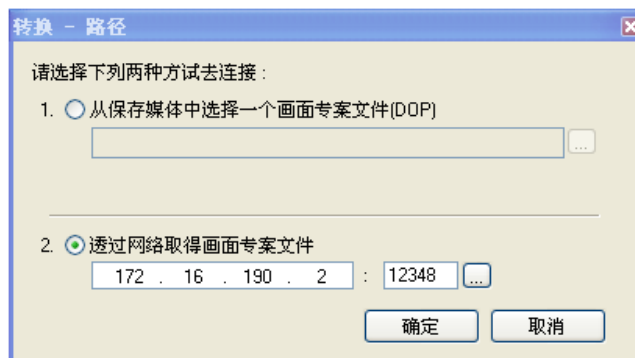 转换 - 路径
请选择下列两种方试去连接 :
1. 从保存媒体中选择一个画面专案文件(DOP)
...
2. 透过网络取得画面专案文件
172 . 16 . 190 . 2 : 12348 ...
确定 取消